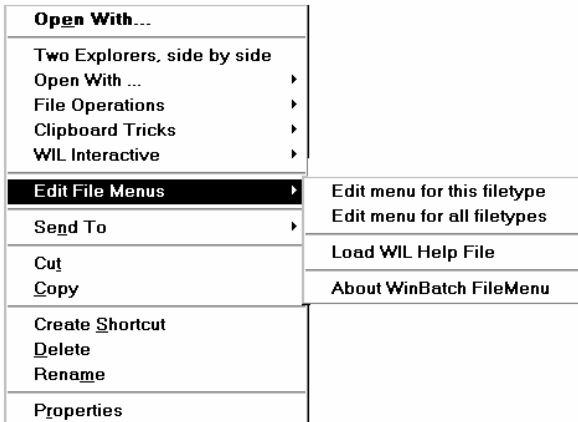 Open With...
Two Explorers, side by side
Open With ...
File Operations
Clipboard Tricks
WIL Interactive
Edit File Menus
Edit menu for this filetype
Edit menu for all filetypes
Load WIL Help File
About WinBatch FileMenu
Send To
Cut
Copy
Create Shortcut
Delete
Rename
Properties